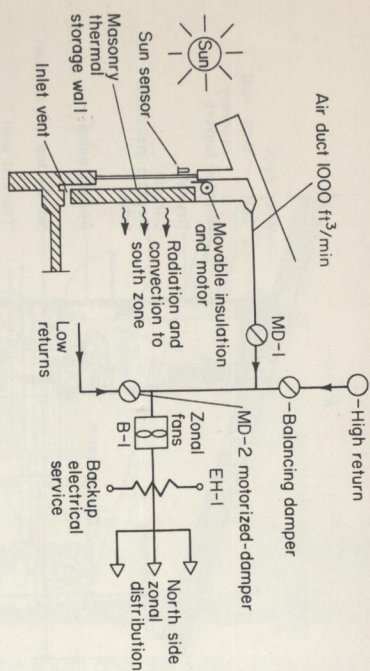 Sun
Sun sensor
Masonry
thermal
storage wall
Inlet vent
Air duct 1000 ft³/min
Movable insulation
and motor
Radiation and
convection to
south zone
MD-1
High return
Balancing damper
MD-2 motorized-damper
Low
returns
Zonal
fans
B-1
EH-1
Backup
electrical
service
North side
zonal
distribution